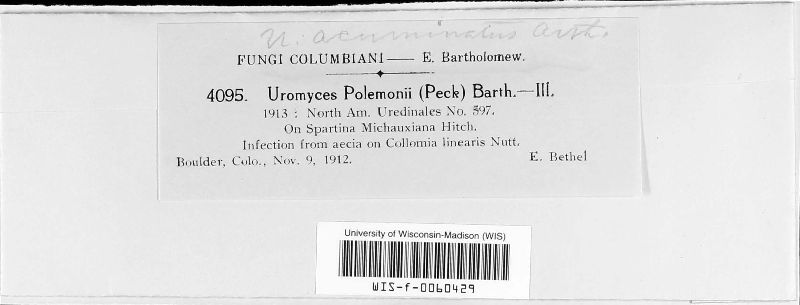 U. acuminatus Arth.
FUNGI COLUMBIANI — E. Bartholomew.
4095. Uromyces Polemonii (Peck) Barth.—III.
1913 : North Am. Uredinales No. 597.
On Spartina Michauxiana Hitch.
Infection from aecia on Collomia linearis Nutt.
Boulder, Colo., Nov. 9, 1912. E. Bethel
University of Wisconsin-Madison (WIS)
WIS-f-0060429